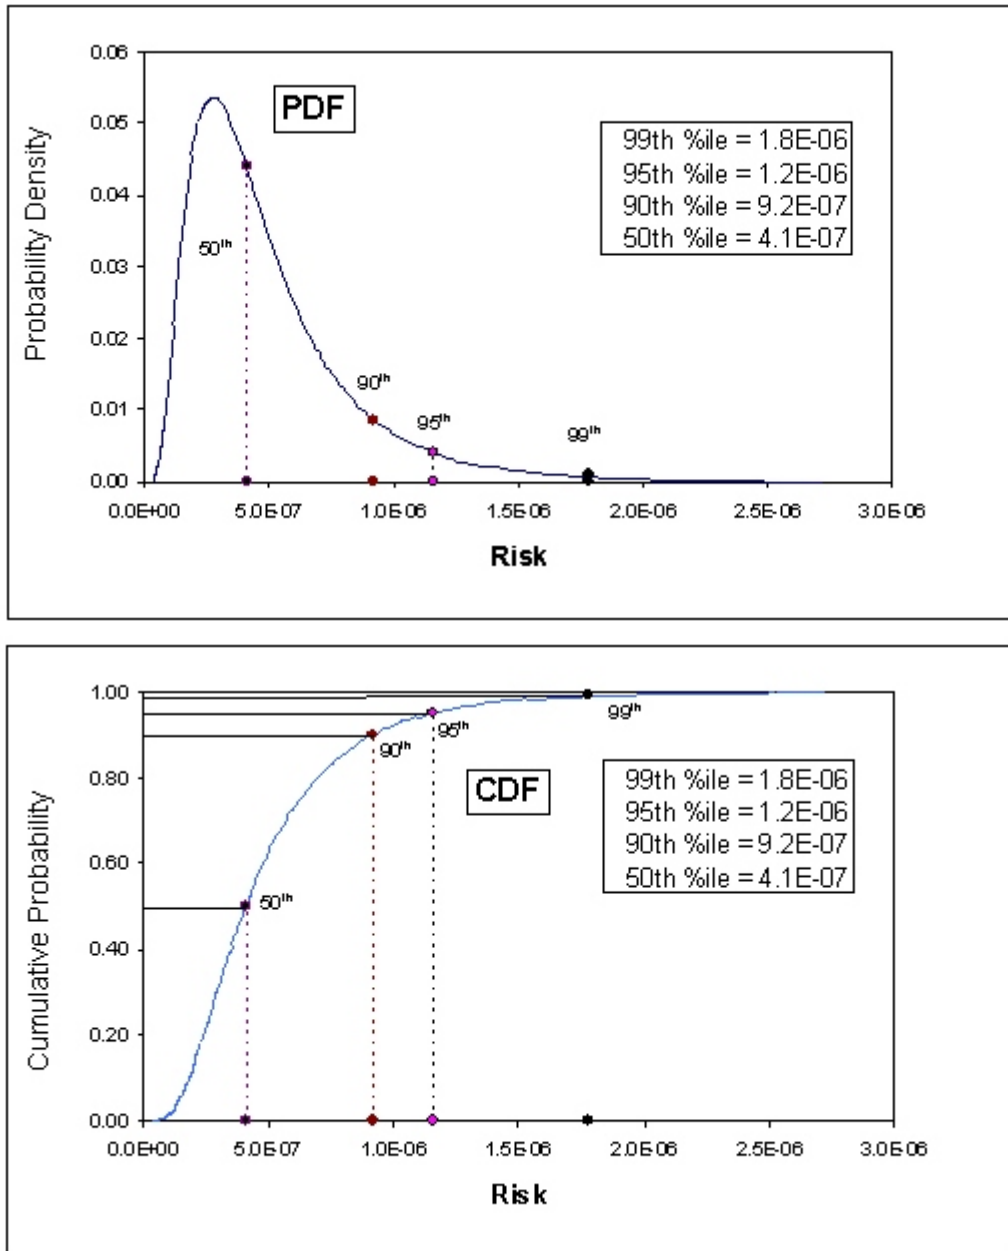 0.06
PDF
99th %ile = 1.8E-06
95th %ile = 1.2E-06
90th %ile = 9.2E-07
50th %ile = 4.1E-07
0.05
0.04
0.03
0.02
0.01
0.00
Probability Density
50th
90th
95th
99th
0.0E+00 5.0E-07 1.0E-06 1.5E-06 2.0E-06 2.5E-06 3.0E-06
Risk
1.00
0.80
0.60
0.40
0.20
0.00
Cumulative Probability
99th
95th
90th
50th
CDF
99th %ile = 1.8E-06
95th %ile = 1.2E-06
90th %ile = 9.2E-07
50th %ile = 4.1E-07
0.0E+00 5.0E-07 1.0E-06 1.5E-06 2.0E-06 2.5E-06 3.0E-06
Risk